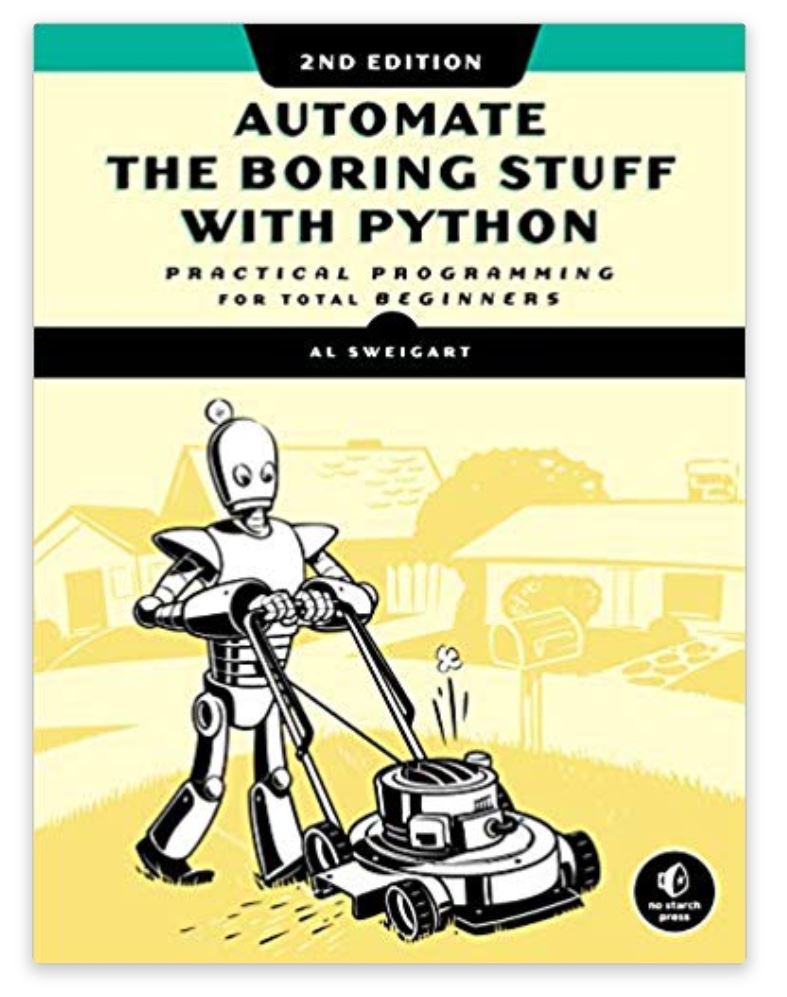 2ND EDITION
AUTOMATE
THE BORING STUFF
WITH PYTHON
PRACTICAL PROGRAMMING
FOR TOTAL BEGINNERS
AL SWEIGART
no starch
press